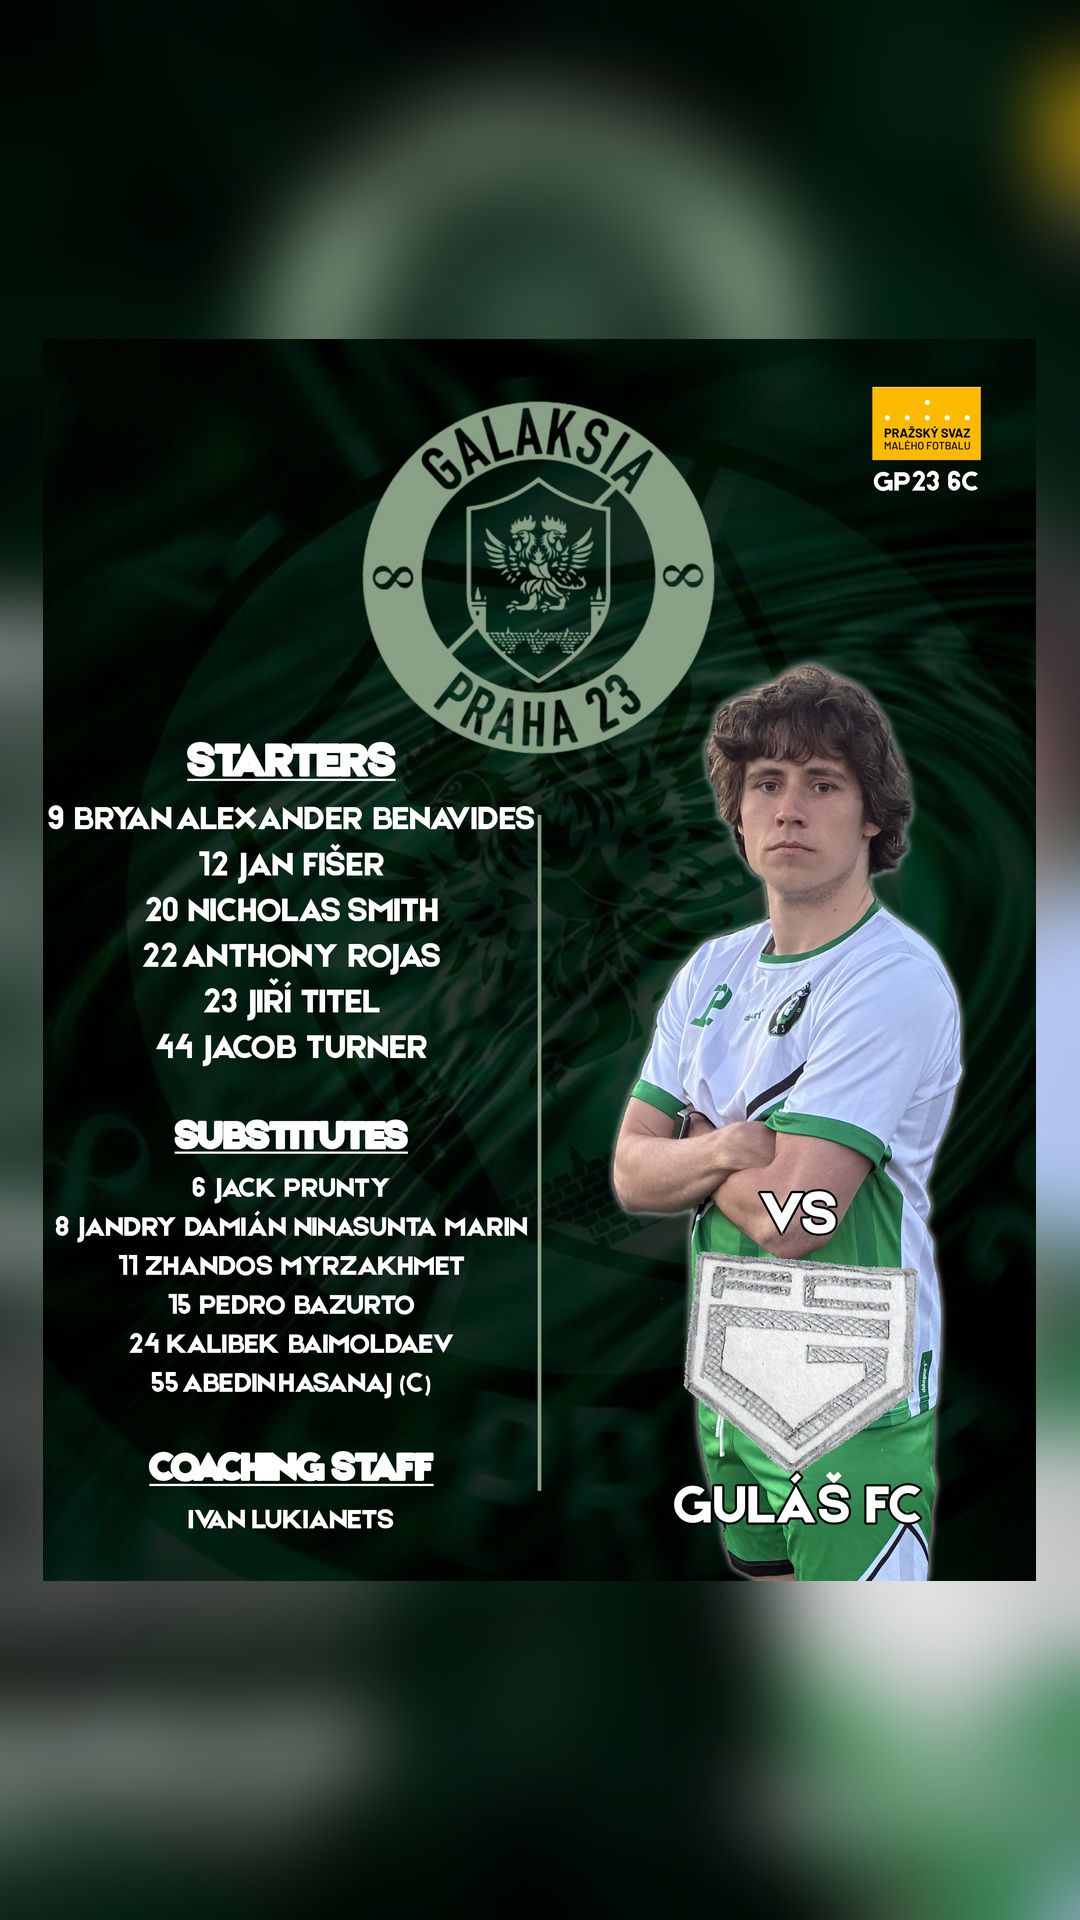 GALAKSIA
8 8
PRAHA 23
PRAŽSKÝ SVAZ
MALÉHO FOTBALU
GP23 6C
STARTERS
9 BRYAN ALEXANDER BENAVIDES
12 JAN FIŠER
20 NICHOLAS SMITH
22 ANTHONY ROJAS
23 JIŘÍ TITEL
44 JACOB TURNER
SUBSTITUTES
6 JACK PRUNTY
8 JANDRY DAMIÁN NINASUNTA MARIN
11 ZHANDOS MYRZAKHMET
15 PEDRO BAZURTO
24 KALIBEK BAIMOLDAEV
55 ABEDIN HASANAJ (C)
COACHING STAFF
IVAN LUKIANETS
P
VS
FC
G
GULÁŠ FC